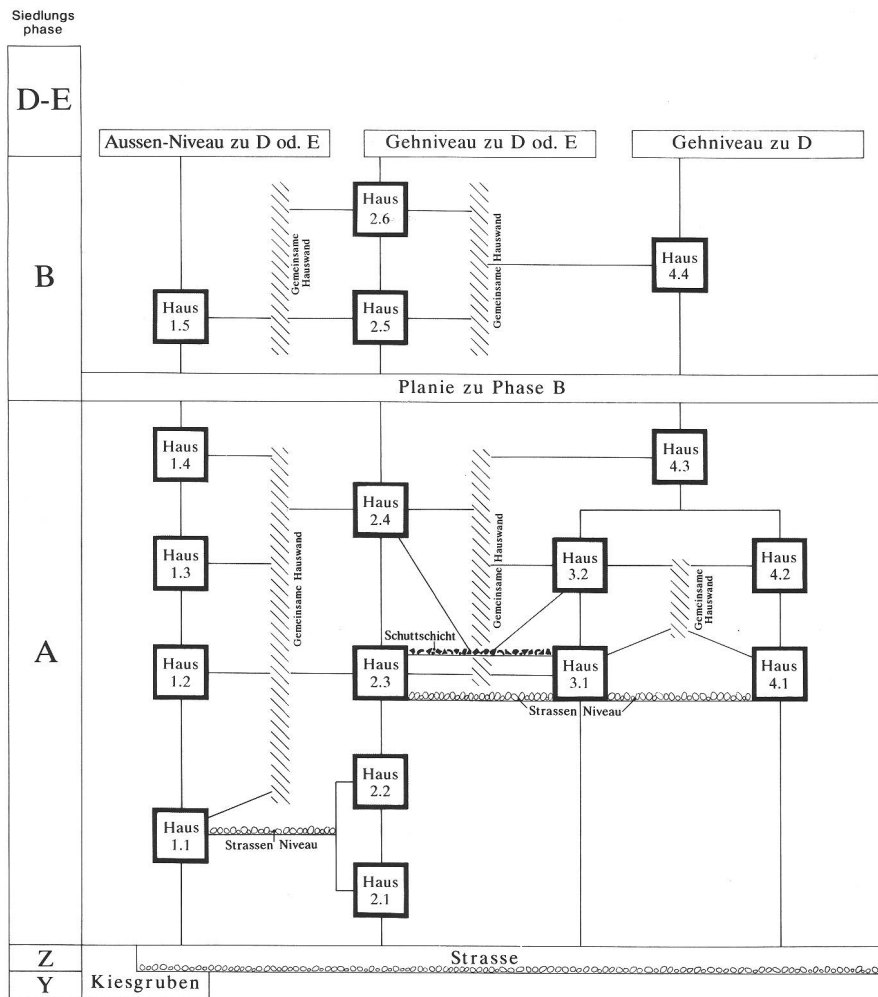 Siedlungs
phase
D-E
Aussen-Niveau zu D od. E
Gehniveau zu D od. E
Gehniveau zu D
B
Haus
2.6
Gemeinsame
Hauswand
Gemeinsame Hauswand
Haus
4.4
Haus
1.5
Haus
2.5
Planie zu Phase B
A
Haus
1.4
Haus
4.3
Haus
2.4
Gemeinsame Hauswand
Gemeinsame Hauswand
Haus
1.3
Haus
3.2
Gemeinsame
Hauswand
Haus
4.2
Schuttschicht
Haus
1.2
Haus
2.3
Haus
3.1
Haus
4.1
Strassen Niveau
Haus
2.2
Haus
1.1
Strassen Niveau
Haus
2.1
Z
Strasse
Y
Kiesgruben